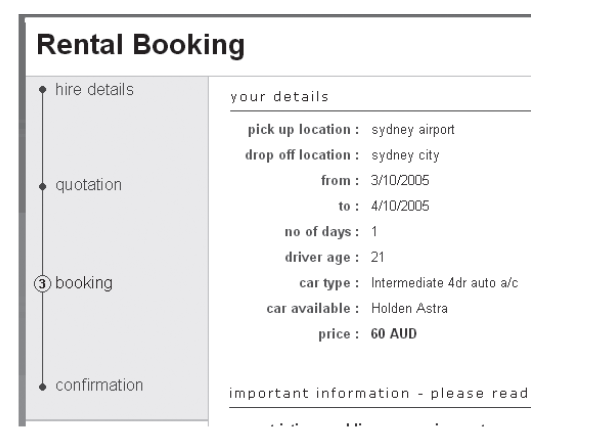 Rental Booking
hire details
quotation
3 booking
confirmation
your details
pick up location : sydney airport
drop off location : sydney city
from : 3/10/2005
to : 4/10/2005
no of days : 1
driver age : 21
car type : Intermediate 4dr auto a/c
car available : Holden Astra
price : 60 AUD
important information - please read